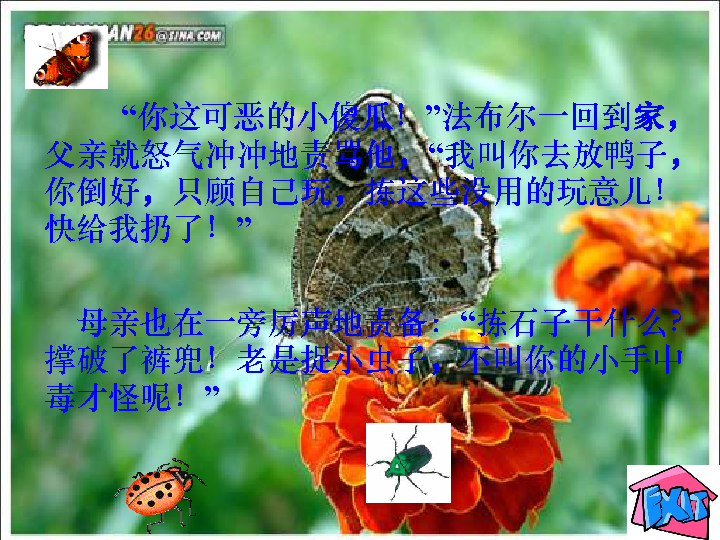 26@SINA.COM
“你这可恶的小傻瓜！”法布尔一回到家，
父亲就怒气冲冲地责骂他，“我叫你去放鸭子，
你倒好，只顾自己玩，拣这些没用的玩意儿！
快给我扔了！”
母亲也在一旁厉声地责备：“拣石子干什么？
撑破了裤兜！老是捉小虫子，不叫你的小手中
毒才怪呢！”
EXIT